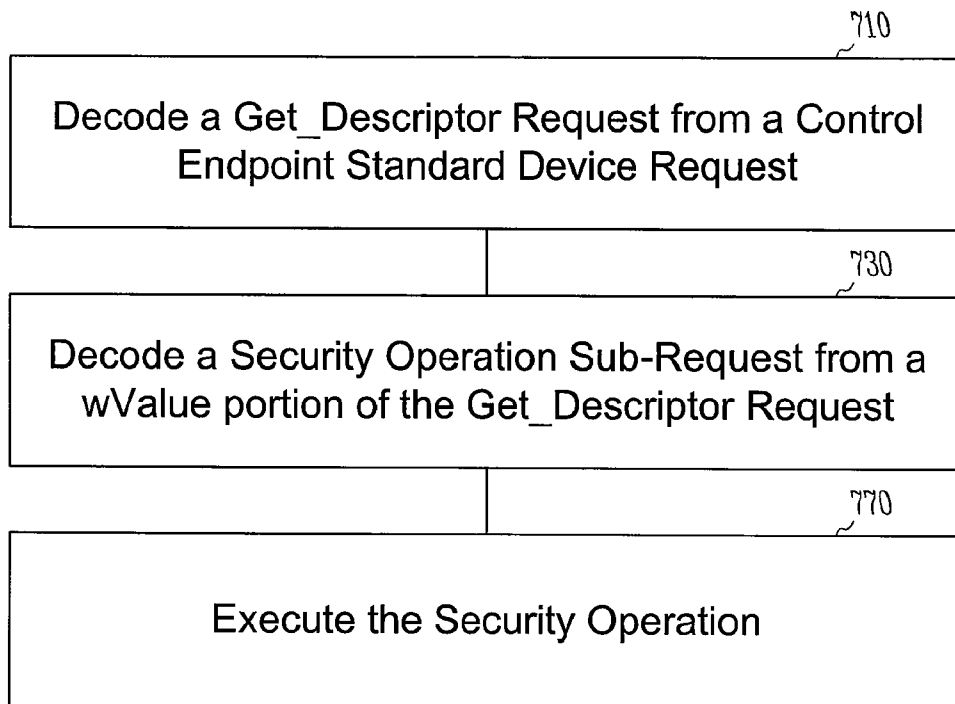 710
Decode a Get_Descriptor Request from a Control
Endpoint Standard Device Request
730
Decode a Security Operation Sub-Request from a
wValue portion of the Get_Descriptor Request
770
Execute the Security Operation